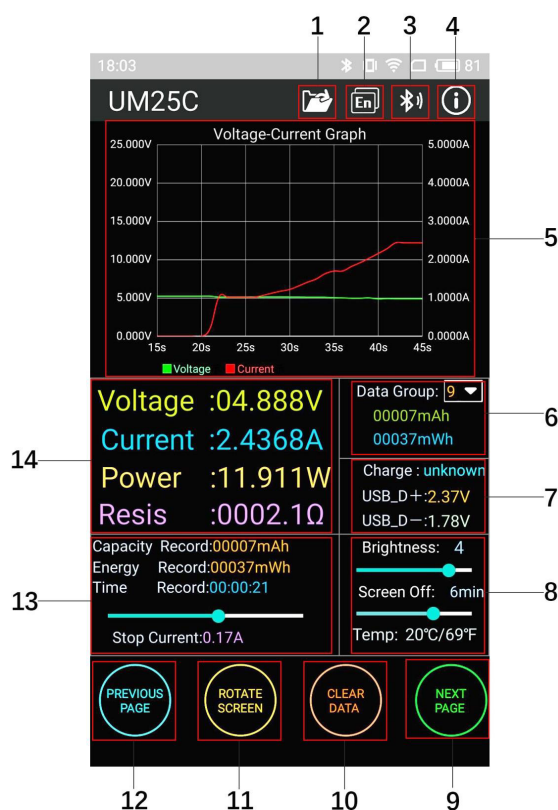 1 2 3 4
18:03 81
UM25C En
Voltage-Current Graph
25.000V 5.0000A
20.000V 4.0000A
15.000V 3.0000A
10.000V 2.0000A
5.000V 1.0000A
0.000V 0.0000A
15s 20s 25s 30s 35s 40s 45s
Voltage Current
5
Voltage :04.888V
Current :2.4368A
Power :11.911W
Resis :0002.1Ω
14
Data Group: 9
00007mAh
00037mWh
6
Charge : unknown
USB_D+:2.37V
USB_D−:1.78V
7
Capacity Record:00007mAh
Energy Record:00037mWh
Time Record:00:00:21
Stop Current:0.17A
13
Brightness: 4
Screen Off: 6min
Temp: 20℃/69℉
8
PREVIOUS
PAGE
ROTATE
SCREEN
CLEAR
DATA
NEXT
PAGE
12 11 10 9